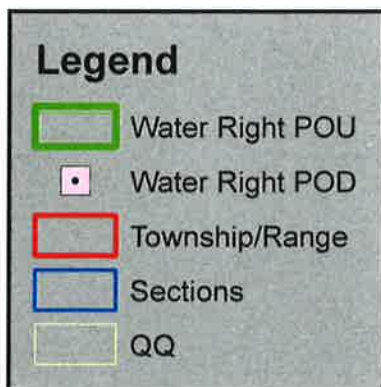 Legend
Water Right POU
Water Right POD
Township/Range
Sections
QQ